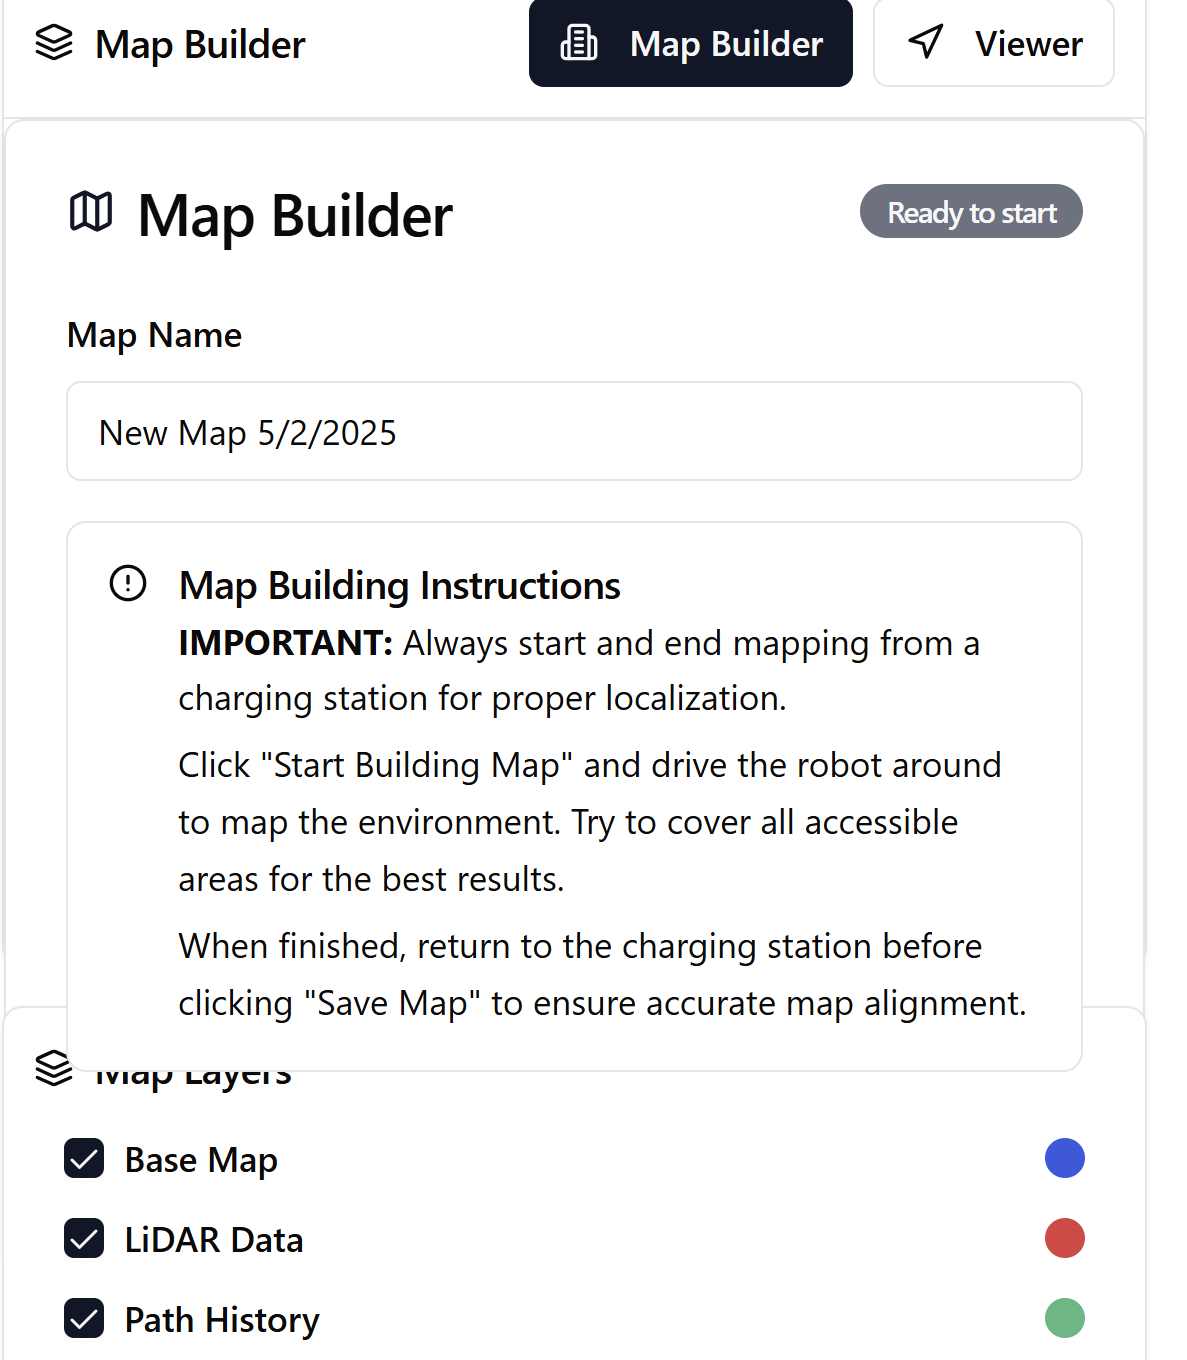 Map Builder
Map Builder
Viewer
Map Builder
Ready to start
Map Name
New Map 5/2/2025
Map Building Instructions
IMPORTANT: Always start and end mapping from a
charging station for proper localization.
Click "Start Building Map" and drive the robot around
to map the environment. Try to cover all accessible
areas for the best results.
When finished, return to the charging station before
clicking "Save Map" to ensure accurate map alignment.
Map Layers
Base Map
LiDAR Data
Path History